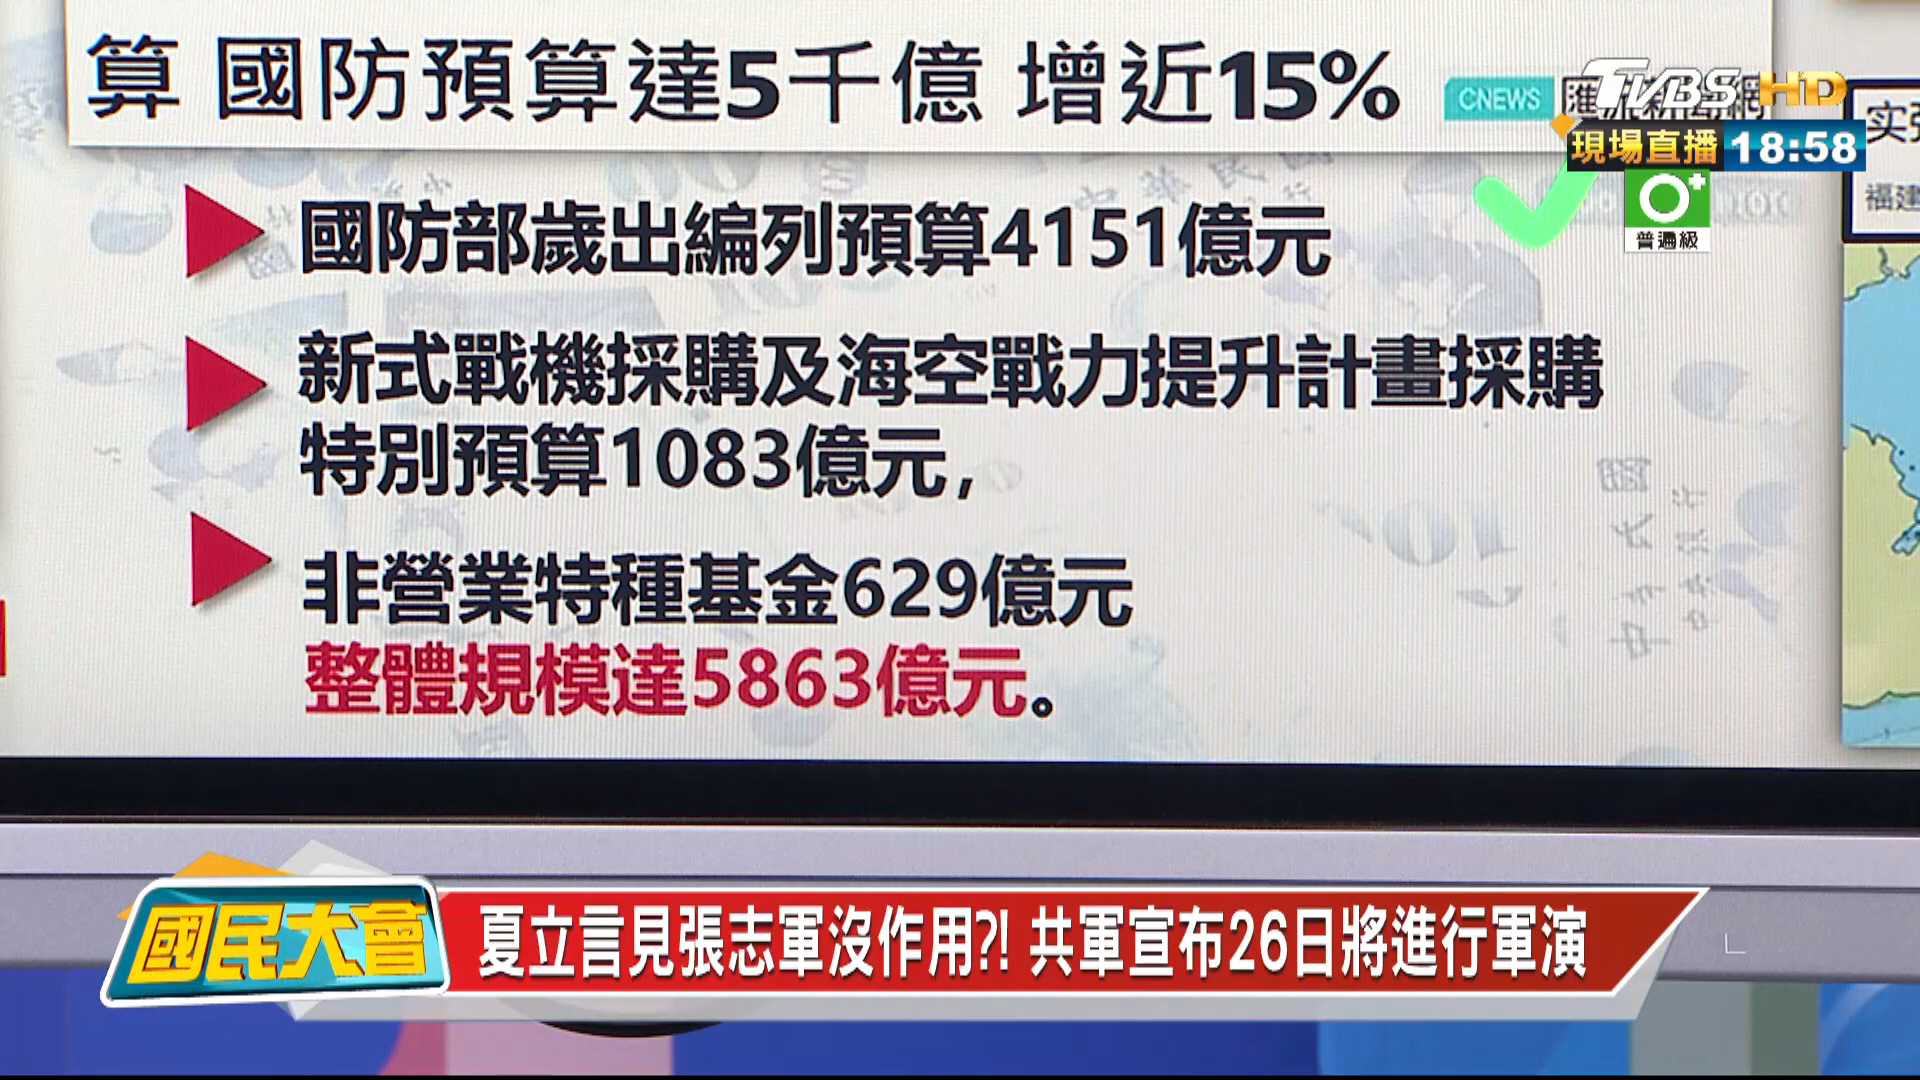 算 國防預算達5千億 增近15%
CNEWS
TVBS HD
現場直播 18:58
普遍級
实
福建
國防部歲出編列預算4151億元
新式戰機採購及海空戰力提升計畫採購
特別預算1083億元,
非營業特種基金629億元
整體規模達5863億元。
國民大會
夏立言見張志軍沒作用?! 共軍宣布26日將進行軍演